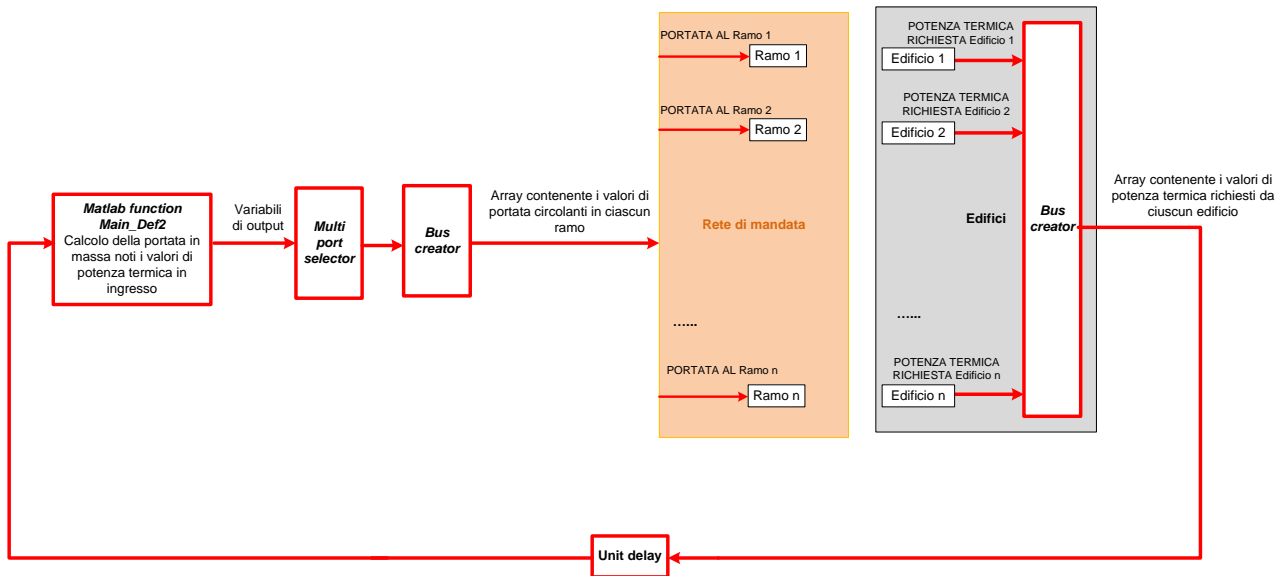 Matlab function
Main_Def2
Calcolo della portata in
massa noti i valori di
potenza termica in
ingresso
Variabili
di output
Multi
port
selector
Bus
creator
Array contenente i valori di
portata circolanti in ciascun
ramo
PORTATA AL Ramo 1
Ramo 1
PORTATA AL Ramo 2
Ramo 2
Rete di mandata
…...
PORTATA AL Ramo n
Ramo n
POTENZA TERMICA
RICHIESTA Edificio 1
Edificio 1
POTENZA TERMICA
RICHIESTA Edificio 2
Edificio 2
Edifici
…...
POTENZA TERMICA
RICHIESTA Edificio n
Edificio n
Bus
creator
Array contenente i valori di
potenza termica richiesti da
ciuscun edificio
Unit delay